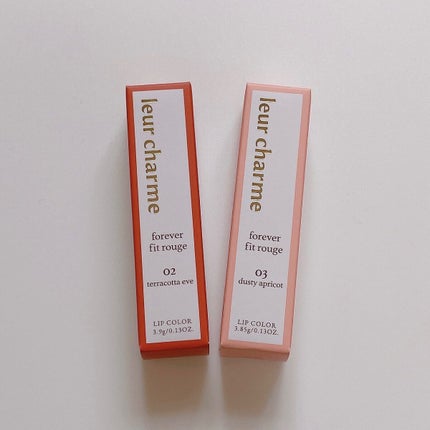 leur charme
forever
fit rouge
02
terracotta eve
LIP COLOR
3.9g/0.13OZ.
leur charme
forever
fit rouge
03
dusty apricot
LIP COLOR
3.85g/0.13OZ.